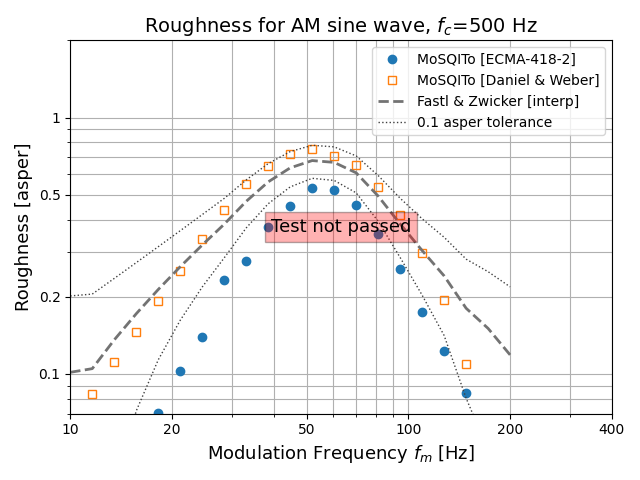 Roughness for AM sine wave, f_c=500 Hz
MoSQITo [ECMA-418-2]
MoSQITo [Daniel & Weber]
Fastl & Zwicker [interp]
0.1 asper tolerance
1
0.5
0.2
0.1
Roughness [asper]
Test not passed
10 20 50 100 200 400
Modulation Frequency f_m [Hz]